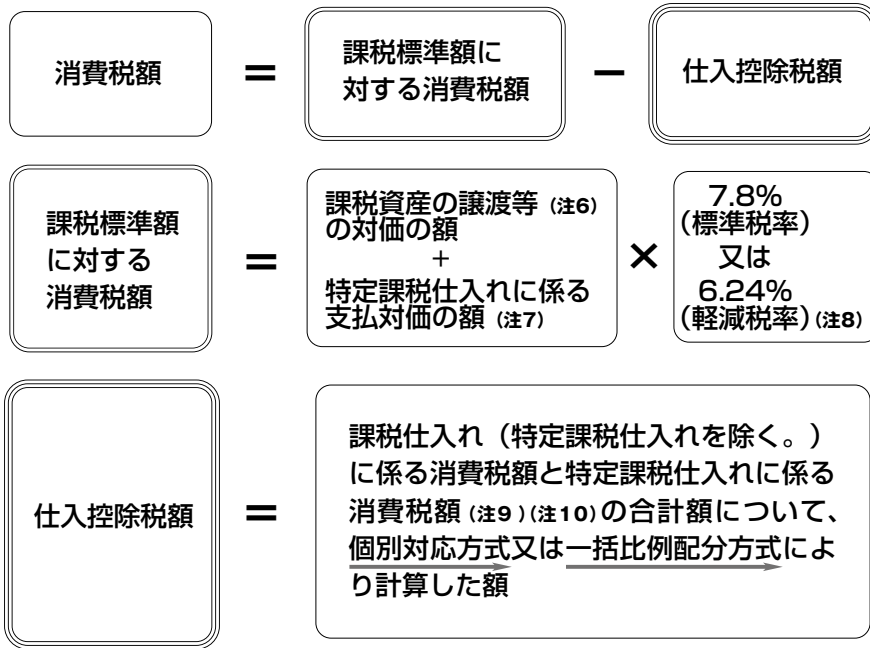 消費税額 = 課税標準額に
対する消費税額 − 仕入控除税額
課税標準額
に対する
消費税額
=
課税資産の譲渡等 (注6)
の対価の額
+
特定課税仕入れに係る
支払対価の額 (注7)
×
7.8%
(標準税率)
又は
6.24%
(軽減税率) (注8)
仕入控除税額
=
課税仕入れ（特定課税仕入れを除く。）
に係る消費税額と特定課税仕入れに係る
消費税額 (注9) (注10) の合計額について、
個別対応方式又は一括比例配分方式によ
り計算した額